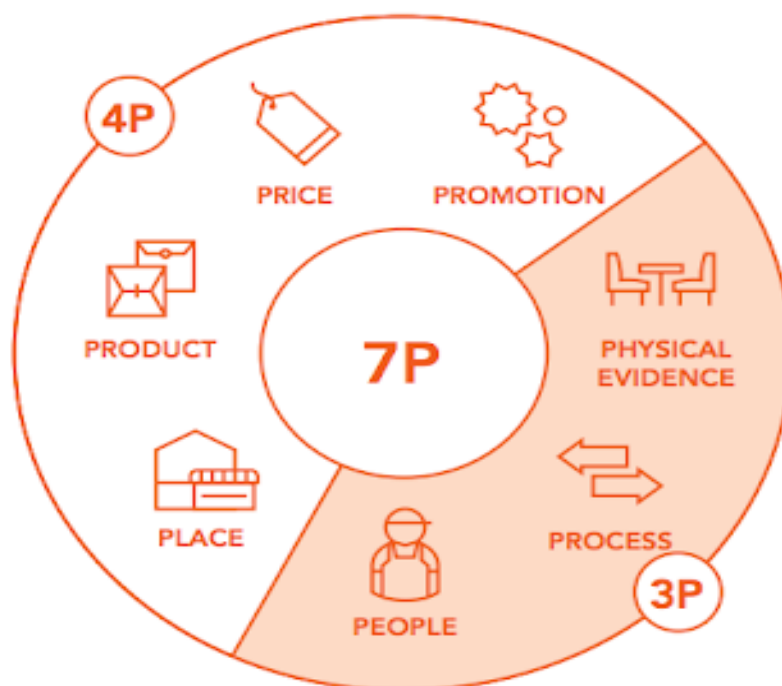 4P
PRICE
PROMOTION
PRODUCT
7P
PHYSICAL
EVIDENCE
PLACE
PROCESS
PEOPLE
3P